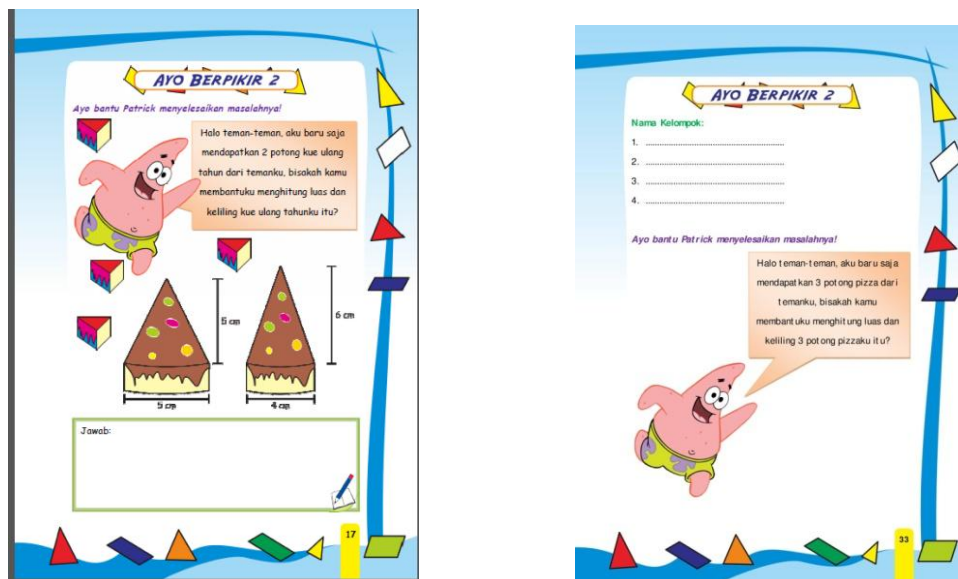 AYO BERPIKIR 2
Ayo bantu Patrick menyelesaikan masalahnya!
Halo teman-teman, aku baru saja
mendapatkan 2 potong kue ulang
tahun dari temanku, bisakah kamu
membantuku menghitung luas dan
keliling kue ulang tahunku itu?
5 cm
6 cm
5 cm
4 cm
Jawab:
17
AYO BERPIKIR 2
Nama Kelompok:
1. ....................................................
2. ....................................................
3. ....................................................
4. ....................................................
Ayo bantu Patrick menyelesaikan masalahnya!
Halo teman-teman, aku baru saja
mendapatkan 3 potong pizza dari
temanku, bisakah kamu
membantuku menghitung luas dan
keliling 3 potong pizzaku itu?
33